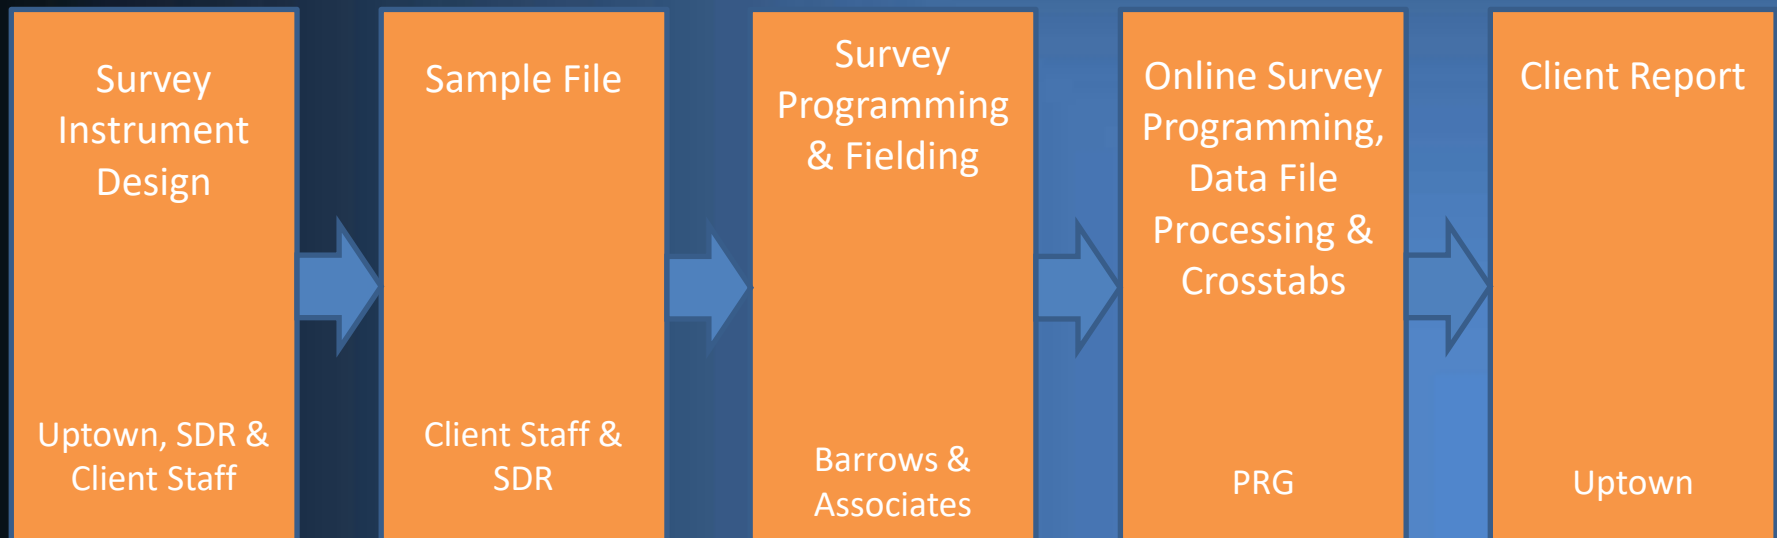 Survey
Instrument
Design
Uptown, SDR &
Client Staff
Sample File
Client Staff &
SDR
Survey
Programming
& Fielding
Barrows &
Associates
Online Survey
Programming,
Data File
Processing &
Crosstabs
PRG
Client Report
Uptown